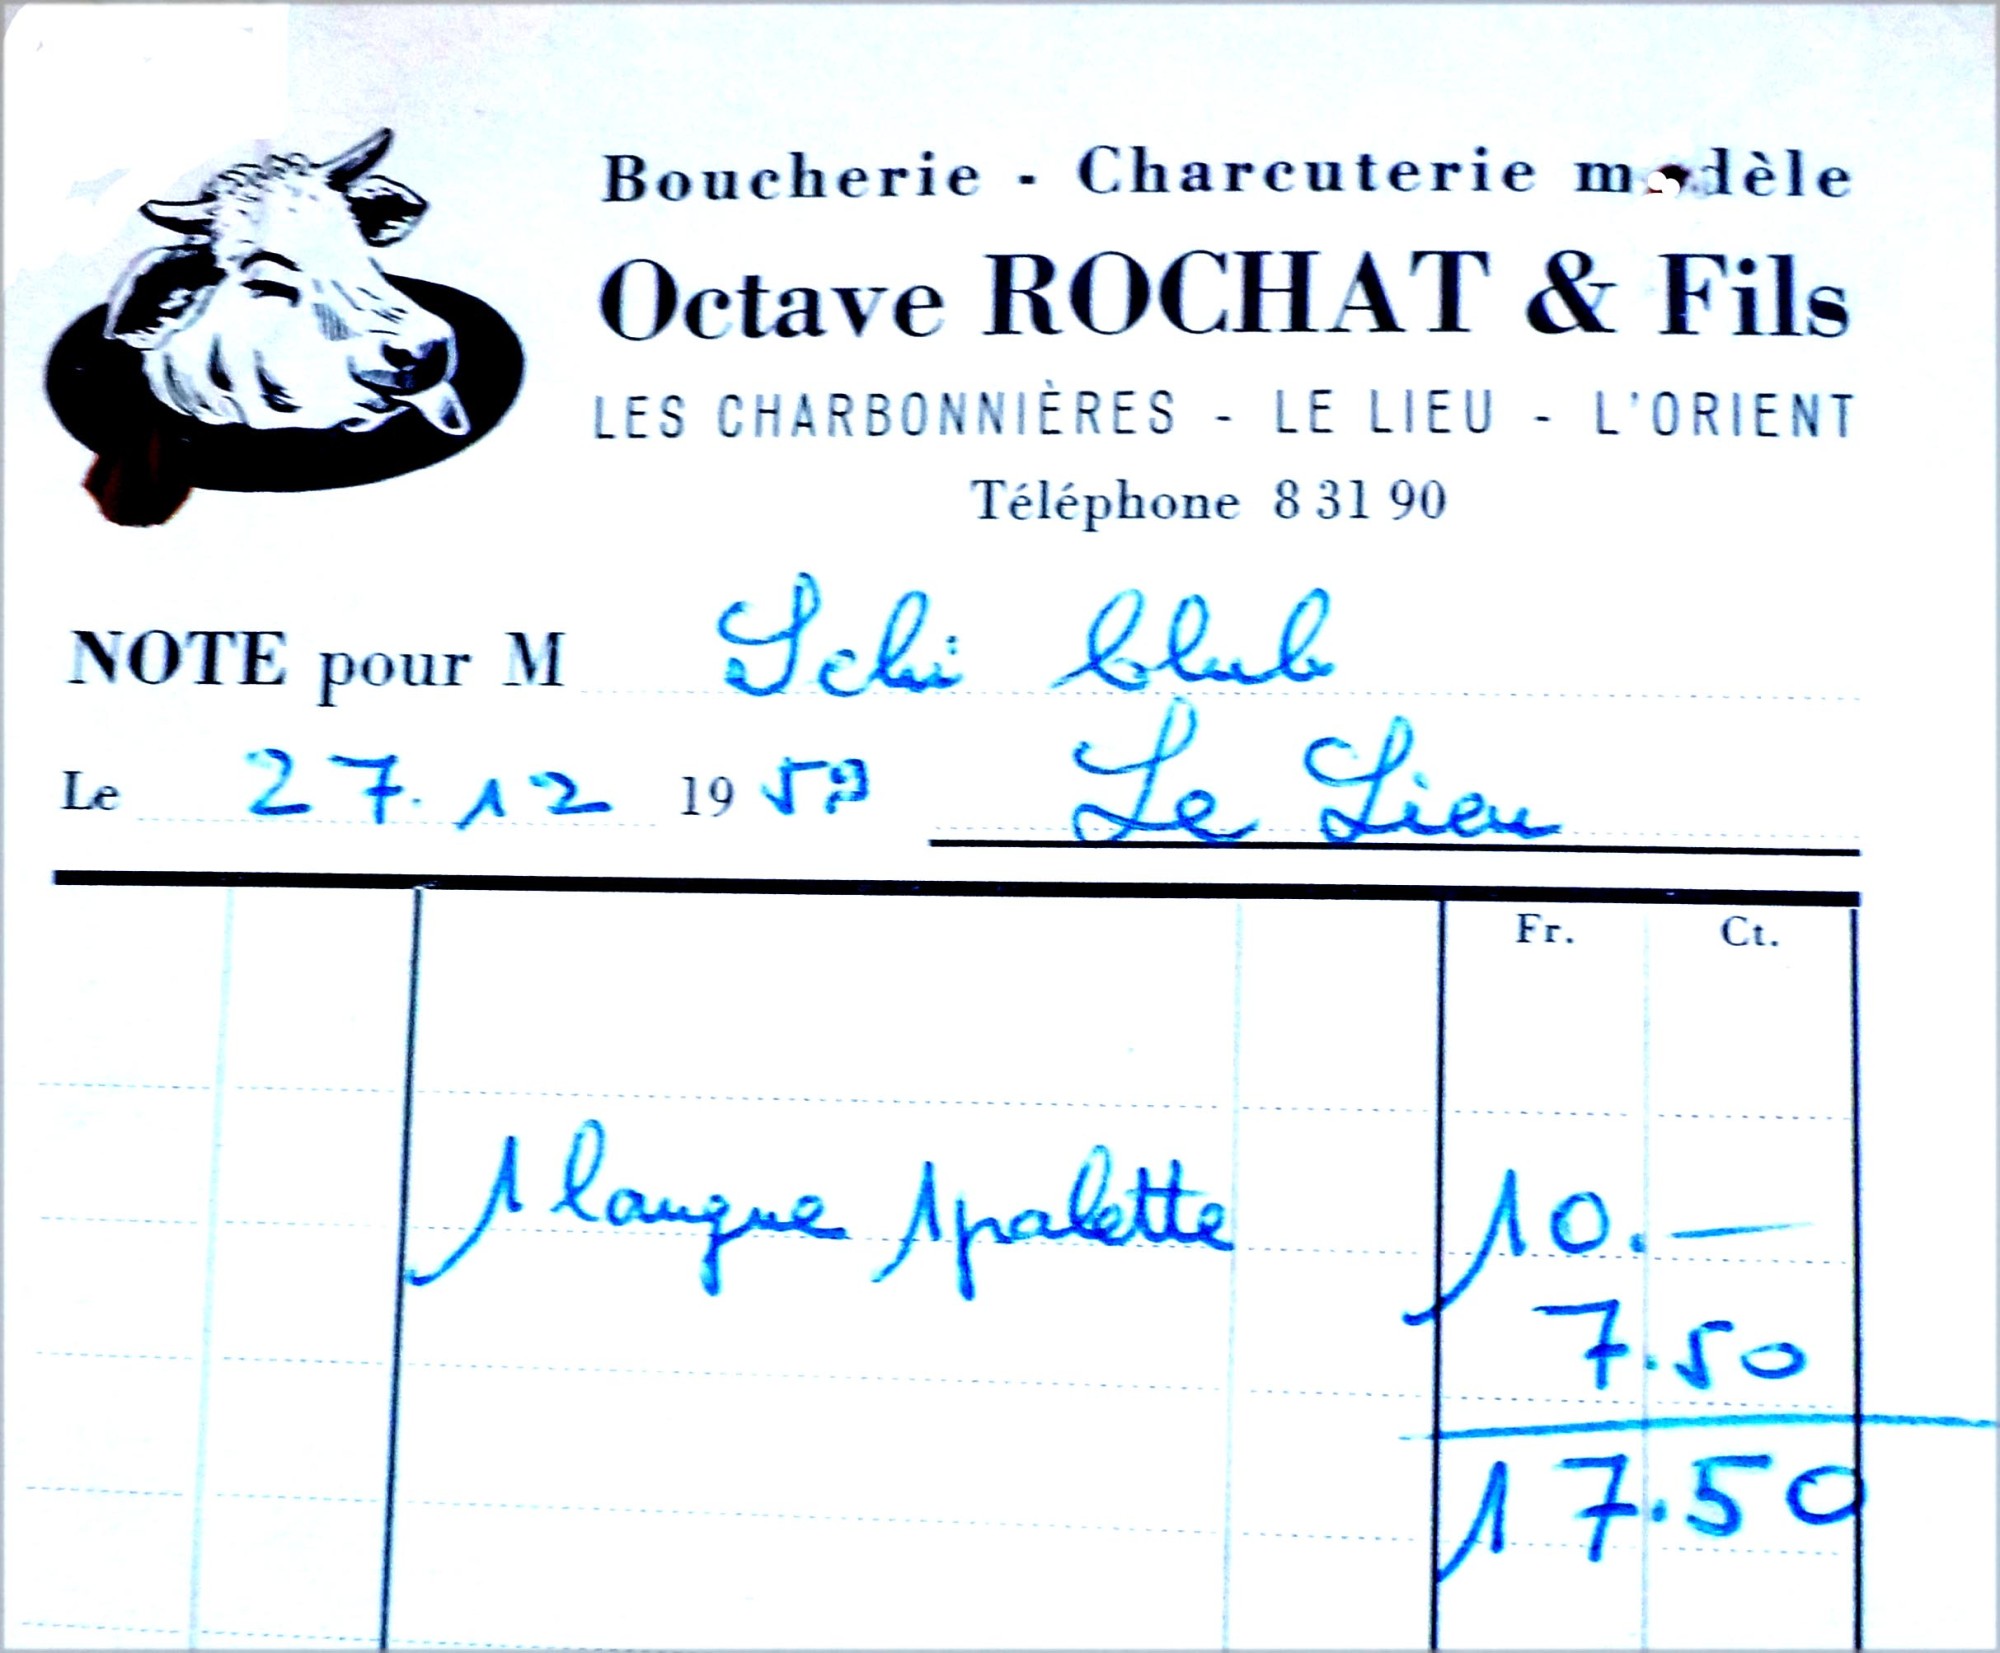 Boucherie - Charcuterie modèle
Octave ROCHAT & Fils
LES CHARBONNIÈRES - LE LIEU - L'ORIENT
Téléphone 8 31 90
NOTE pour M Schi Club
Le 27.12 1959 Le Lieu
Fr. Ct.
1 langue 1 palette 10.—
7.50
17.50